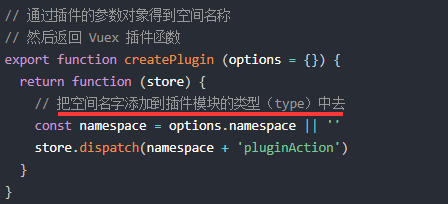 // 通过插件的参数对象得到空间名称
// 然后返回 Vuex 插件函数
export function createPlugin (options = {}) {
  return function (store) {
    // 把空间名字添加到插件模块的类型（type）中去
    const namespace = options.namespace || ''
    store.dispatch(namespace + 'pluginAction')
  }
}